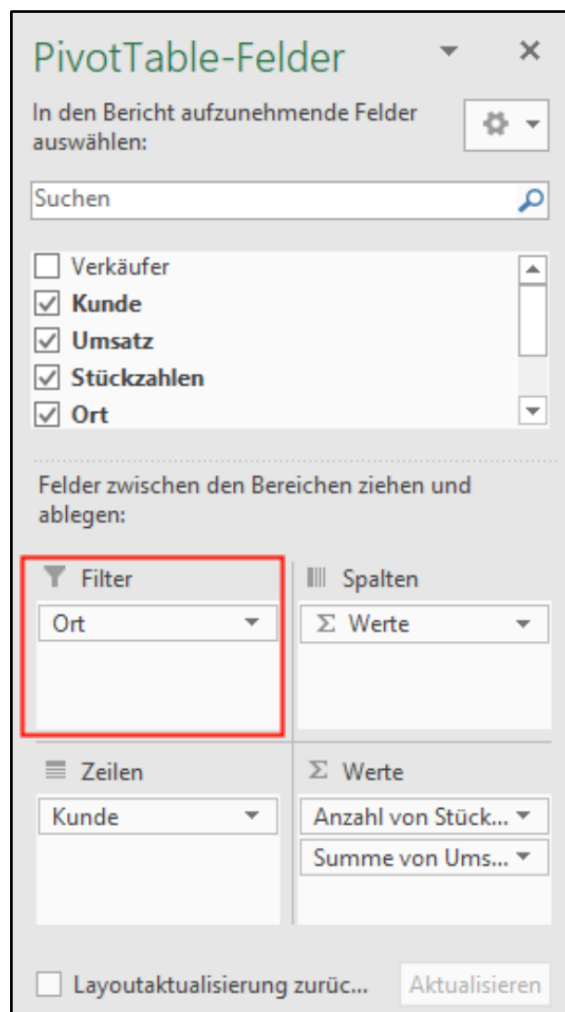 PivotTable-Felder
In den Bericht aufzunehmende Felder
auswählen:
Suchen
Verkäufer
Kunde
Umsatz
Stückzahlen
Ort
Felder zwischen den Bereichen ziehen und
ablegen:
Filter
Ort
Spalten
Σ Werte
Zeilen
Kunde
Σ Werte
Anzahl von Stück...
Summe von Ums...
Layoutaktualisierung zurüc...
Aktualisieren